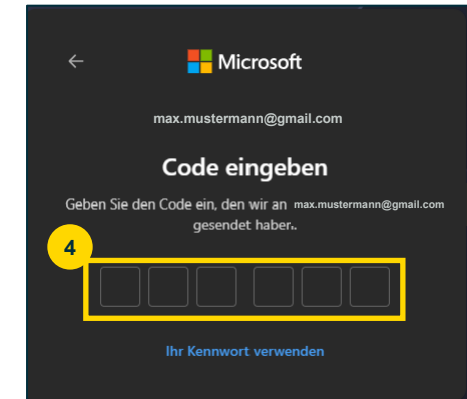 Microsoft
max.mustermann@gmail.com
Code eingeben
Geben Sie den Code ein, den wir an max.mustermann@gmail.com
gesendet haber..
4
Ihr Kennwort verwenden